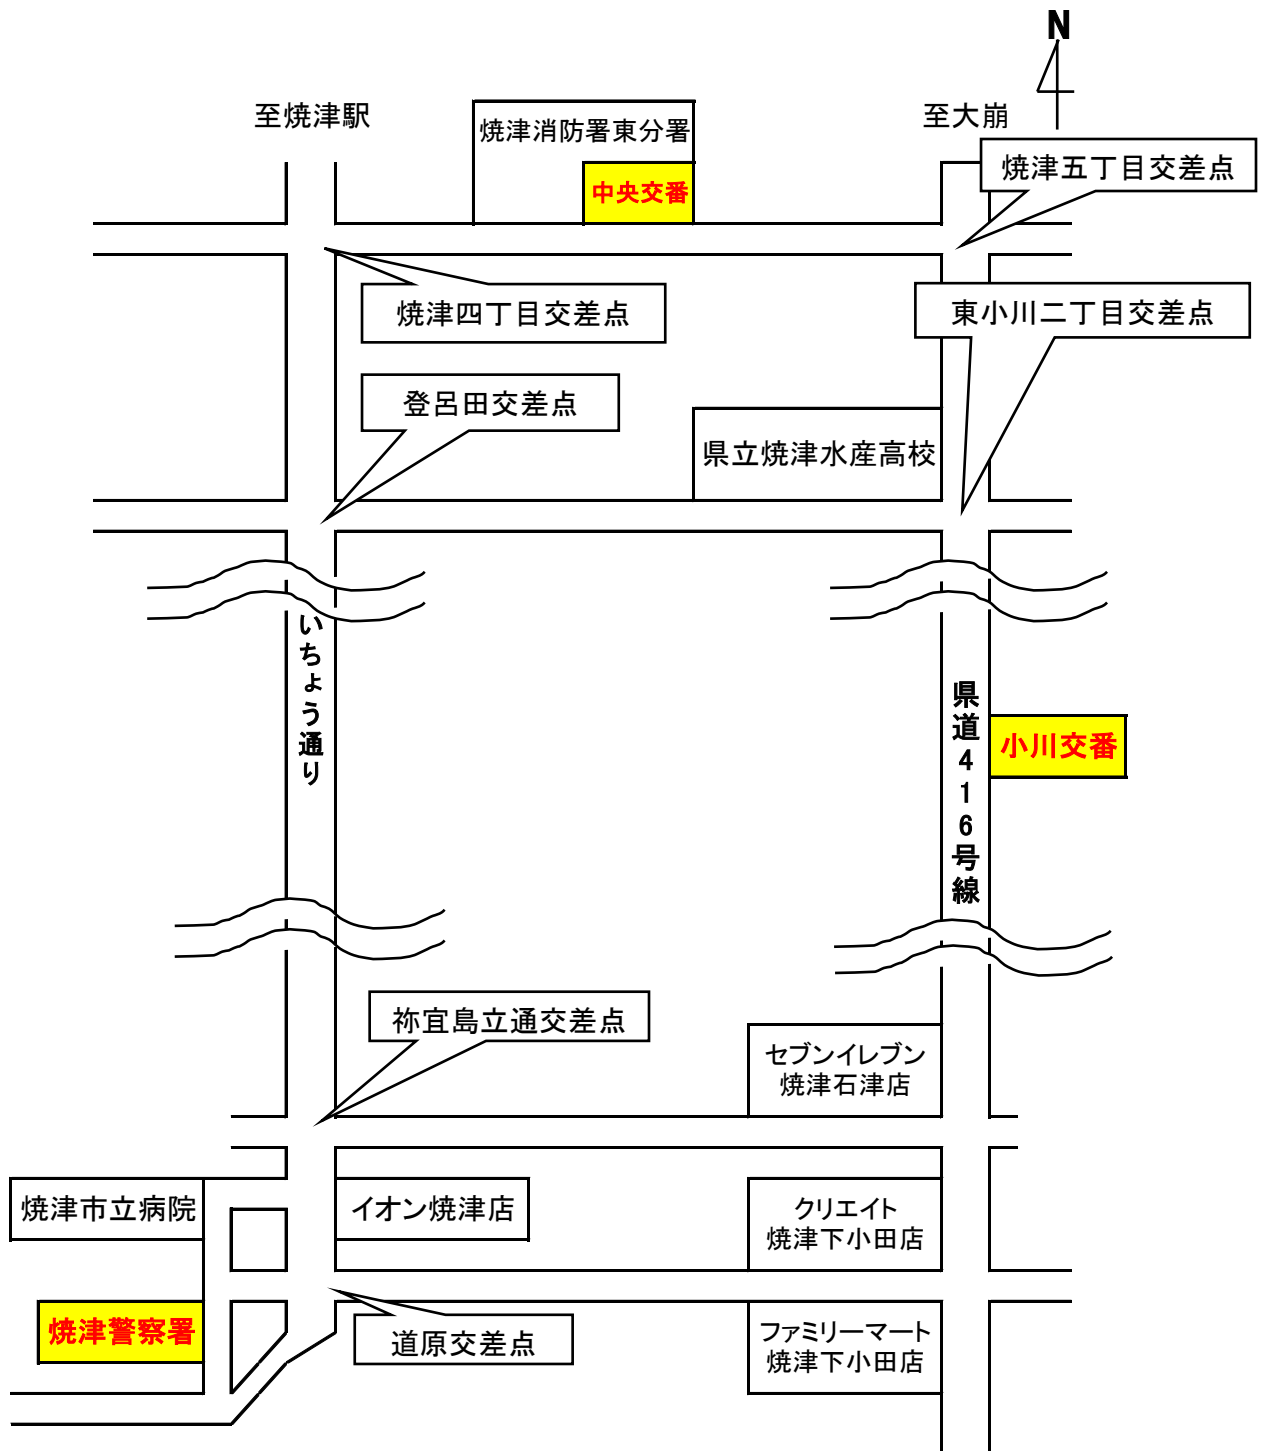 N
至焼津駅
焼津消防署東分署
至大崩
焼津五丁目交差点
中央交番
焼津四丁目交差点
東小川二丁目交差点
登呂田交差点
県立焼津水産高校
いちょう通り
県道416号線
小川交番
祢宜島立通交差点
セブンイレブン
焼津石津店
焼津市立病院
イオン焼津店
クリエイト
焼津下小田店
焼津警察署
道原交差点
ファミリーマート
焼津下小田店